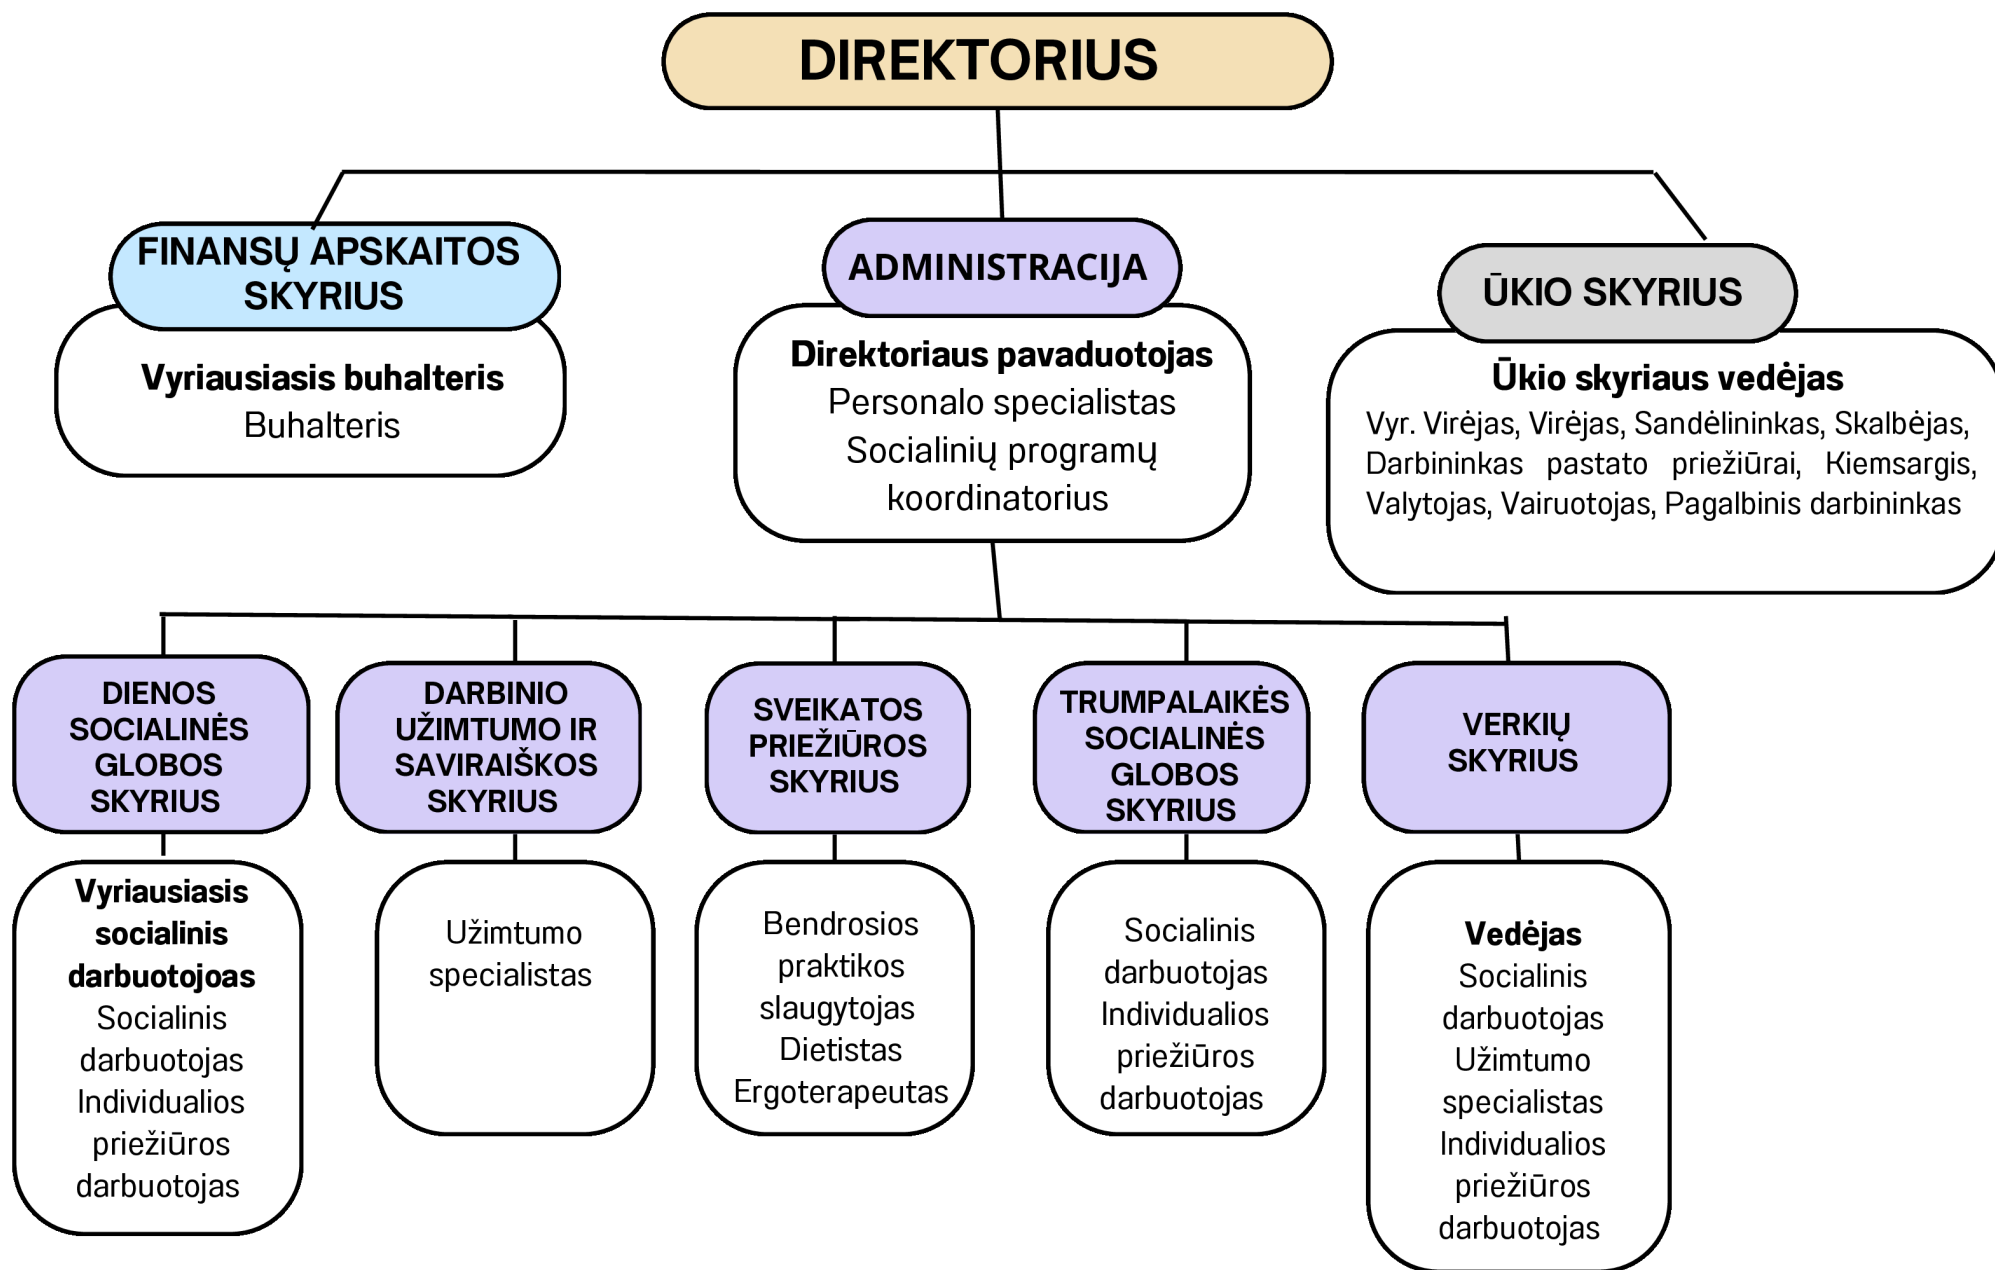 DIREKTORIUS
FINANSŲ APSKAITOS
SKYRIUS
Vyriausiasis buhalteris
Buhalteris
ADMINISTRACIJA
Direktoriaus pavaduotojas
Personalo specialistas
Socialinių programų
koordinatorius
ŪKIO SKYRIUS
Ūkio skyriaus vedėjas
Vyr. Virėjas, Virėjas, Sandėlininkas, Skalbėjas,
Darbininkas pastato priežiūrai, Kiemsargis,
Valytojas, Vairuotojas, Pagalbinis darbininkas
DIENOS
SOCIALINĖS
GLOBOS
SKYRIUS
Vyriausiasis
socialinis
darbuotojoas
Socialinis
darbuotojas
Individualios
priežiūros
darbuotojas
DARBINIO
UŽIMTUMO IR
SAVIRAIŠKOS
SKYRIUS
Užimtumo
specialistas
SVEIKATOS
PRIEŽIŪROS
SKYRIUS
Bendrosios
praktikos
slaugytojas
Dietistas
Ergoterapeutas
TRUMPALAIKĖS
SOCIALINĖS
GLOBOS
SKYRIUS
Socialinis
darbuotojas
Individualios
priežiūros
darbuotojas
VERKIŲ
SKYRIUS
Vedėjas
Socialinis
darbuotojas
Užimtumo
specialistas
Individualios
priežiūros
darbuotojas